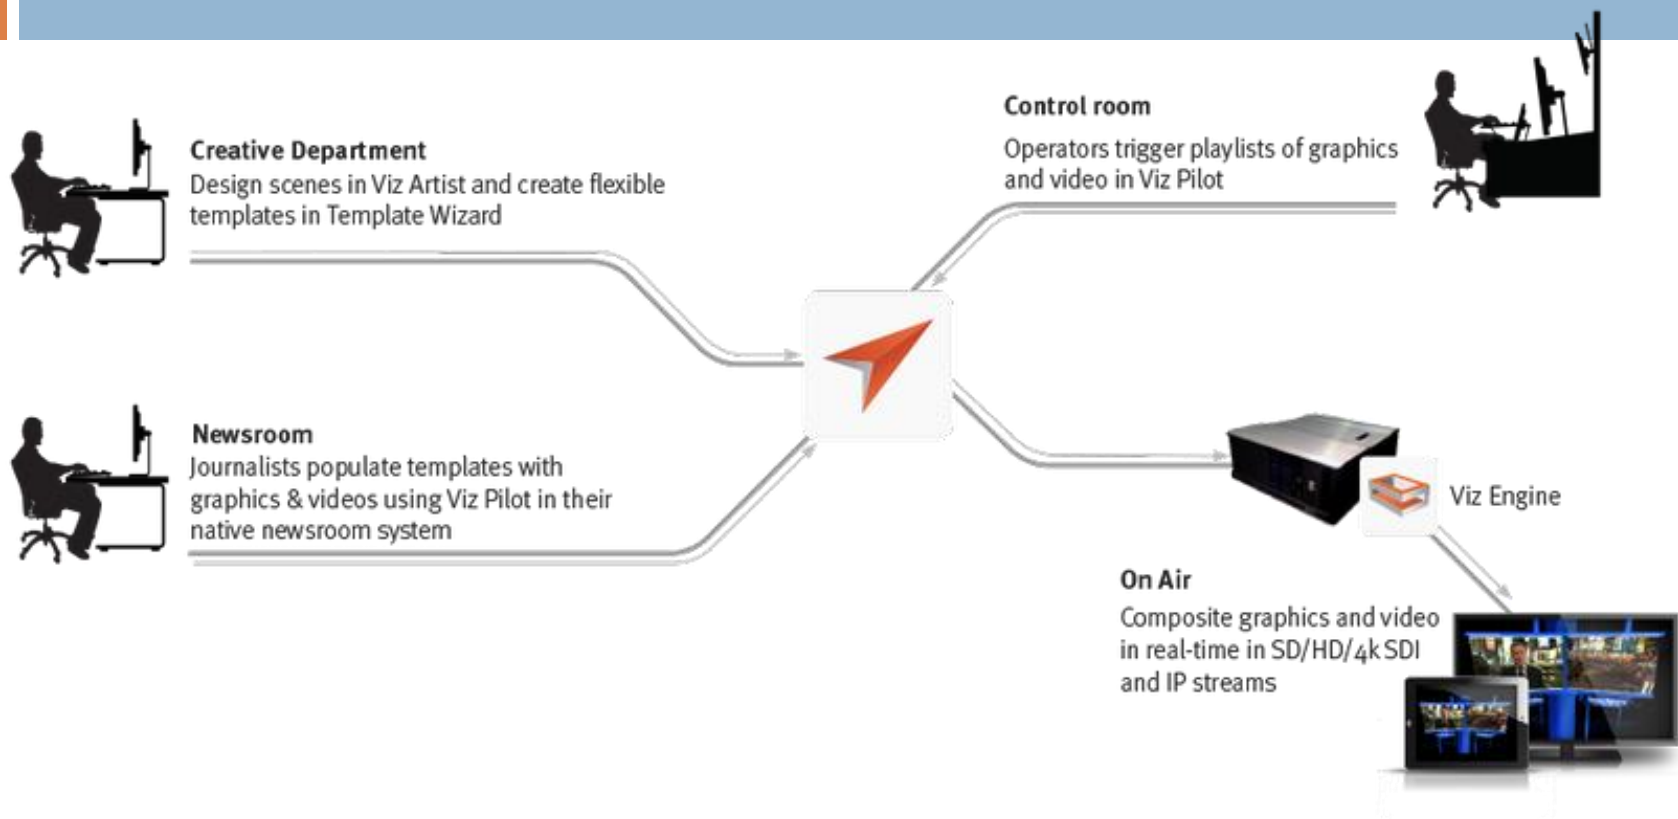 Creative Department
Design scenes in Viz Artist and create flexible
templates in Template Wizard
Control room
Operators trigger playlists of graphics
and video in Viz Pilot
Newsroom
Journalists populate templates with
graphics & videos using Viz Pilot in their
native newsroom system
Viz Engine
On Air
Composite graphics and video
in real-time in SD/HD/4k SDI
and IP streams